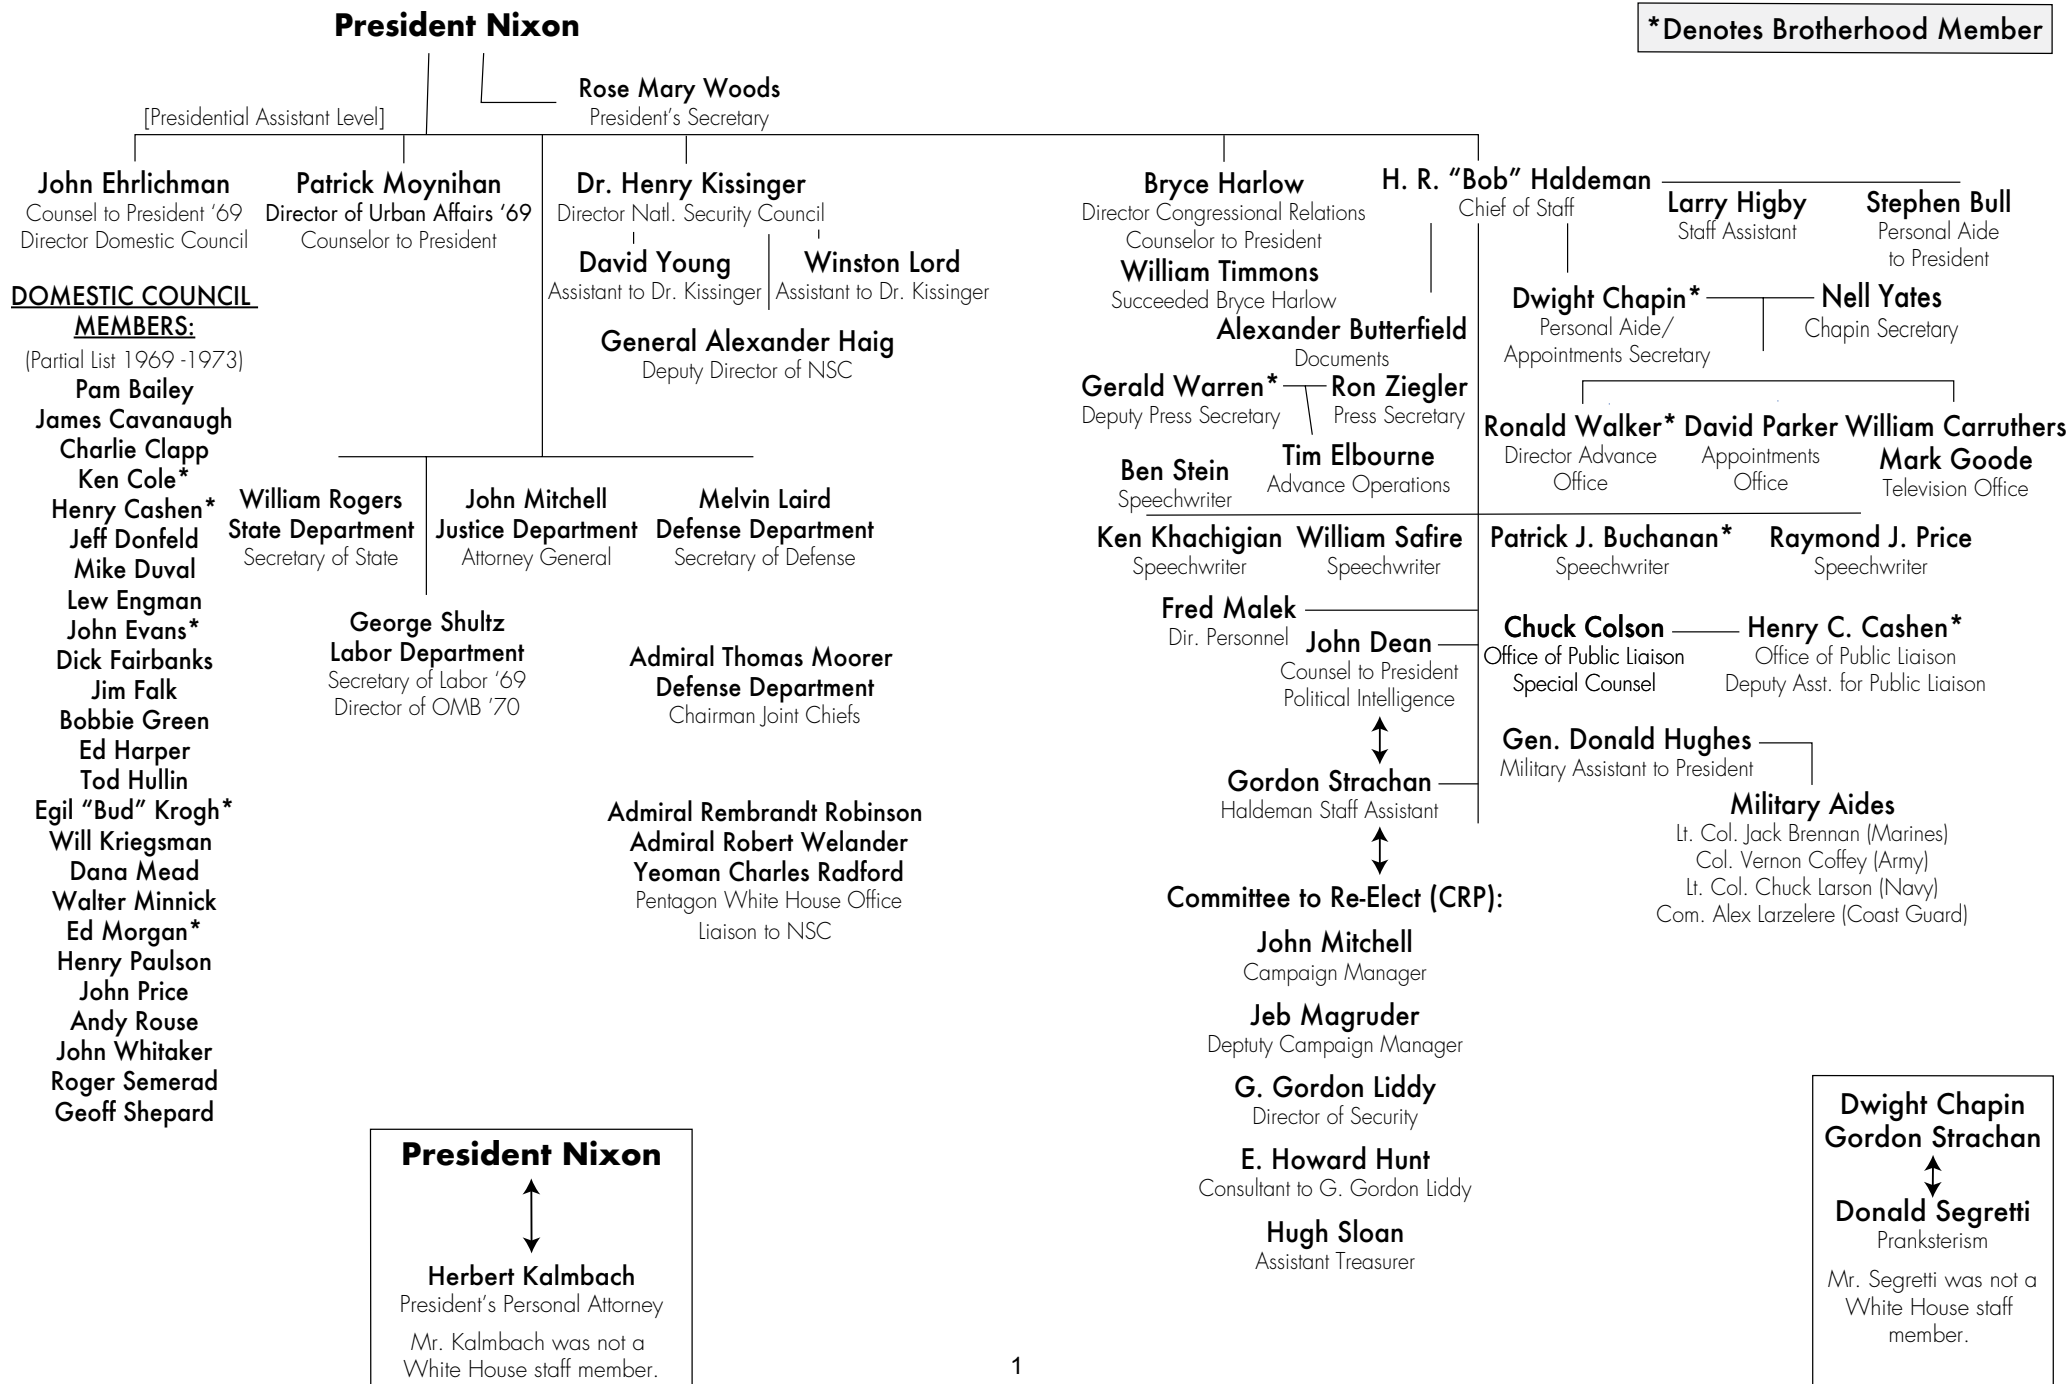 President Nixon
*Denotes Brotherhood Member
Rose Mary Woods
President's Secretary
[Presidential Assistant Level]
John Ehrlichman
Counsel to President '69
Director Domestic Council
Patrick Moynihan
Director of Urban Affairs '69
Counselor to President
Dr. Henry Kissinger
Director Natl. Security Council
David Young
Assistant to Dr. Kissinger
Winston Lord
Assistant to Dr. Kissinger
General Alexander Haig
Deputy Director of NSC
Bryce Harlow
Director Congressional Relations
Counselor to President
William Timmons
Succeeded Bryce Harlow
H. R. “Bob” Haldeman
Chief of Staff
Larry Higby
Staff Assistant
Stephen Bull
Personal Aide
to President
Dwight Chapin*
Personal Aide/
Appointments Secretary
Nell Yates
Chapin Secretary
Alexander Butterfield
Documents
Gerald Warren*
Deputy Press Secretary
Ron Ziegler
Press Secretary
Tim Elbourne
Advance Operations
Ronald Walker*
Director Advance
Office
David Parker
Appointments
Office
William Carruthers
Mark Goode
Television Office
Ben Stein
Speechwriter
Ken Khachigian
Speechwriter
William Safire
Speechwriter
Patrick J. Buchanan*
Speechwriter
Raymond J. Price
Speechwriter
Fred Malek
Dir. Personnel
John Dean
Counsel to President
Political Intelligence
Chuck Colson
Office of Public Liaison
Special Counsel
Henry C. Cashen*
Office of Public Liaison
Deputy Asst. for Public Liaison
Gordon Strachan
Haldeman Staff Assistant
Gen. Donald Hughes
Military Assistant to President
Military Aides
Lt. Col. Jack Brennan (Marines)
Col. Vernon Coffey (Army)
Lt. Col. Chuck Larson (Navy)
Com. Alex Larzelere (Coast Guard)
Committee to Re-Elect (CRP):
John Mitchell
Campaign Manager
Jeb Magruder
Deptuty Campaign Manager
G. Gordon Liddy
Director of Security
E. Howard Hunt
Consultant to G. Gordon Liddy
Hugh Sloan
Assistant Treasurer
DOMESTIC COUNCIL
MEMBERS:
(Partial List 1969 -1973)
Pam Bailey
James Cavanaugh
Charlie Clapp
Ken Cole*
Henry Cashen*
Jeff Donfeld
Mike Duval
Lew Engman
John Evans*
Dick Fairbanks
Jim Falk
Bobbie Green
Ed Harper
Tod Hullin
Egil “Bud” Krogh*
Will Kriegsman
Dana Mead
Walter Minnick
Ed Morgan*
Henry Paulson
John Price
Andy Rouse
John Whitaker
Roger Semerad
Geoff Shepard
William Rogers
State Department
Secretary of State
John Mitchell
Justice Department
Attorney General
Melvin Laird
Defense Department
Secretary of Defense
George Shultz
Labor Department
Secretary of Labor '69
Director of OMB '70
Admiral Thomas Moorer
Defense Department
Chairman Joint Chiefs
Admiral Rembrandt Robinson
Admiral Robert Welander
Yeoman Charles Radford
Pentagon White House Office
Liaison to NSC
President Nixon
Herbert Kalmbach
President's Personal Attorney
Mr. Kalmbach was not a
White House staff member.
Dwight Chapin
Gordon Strachan
Donald Segretti
Pranksterism
Mr. Segretti was not a
White House staff
member.
1